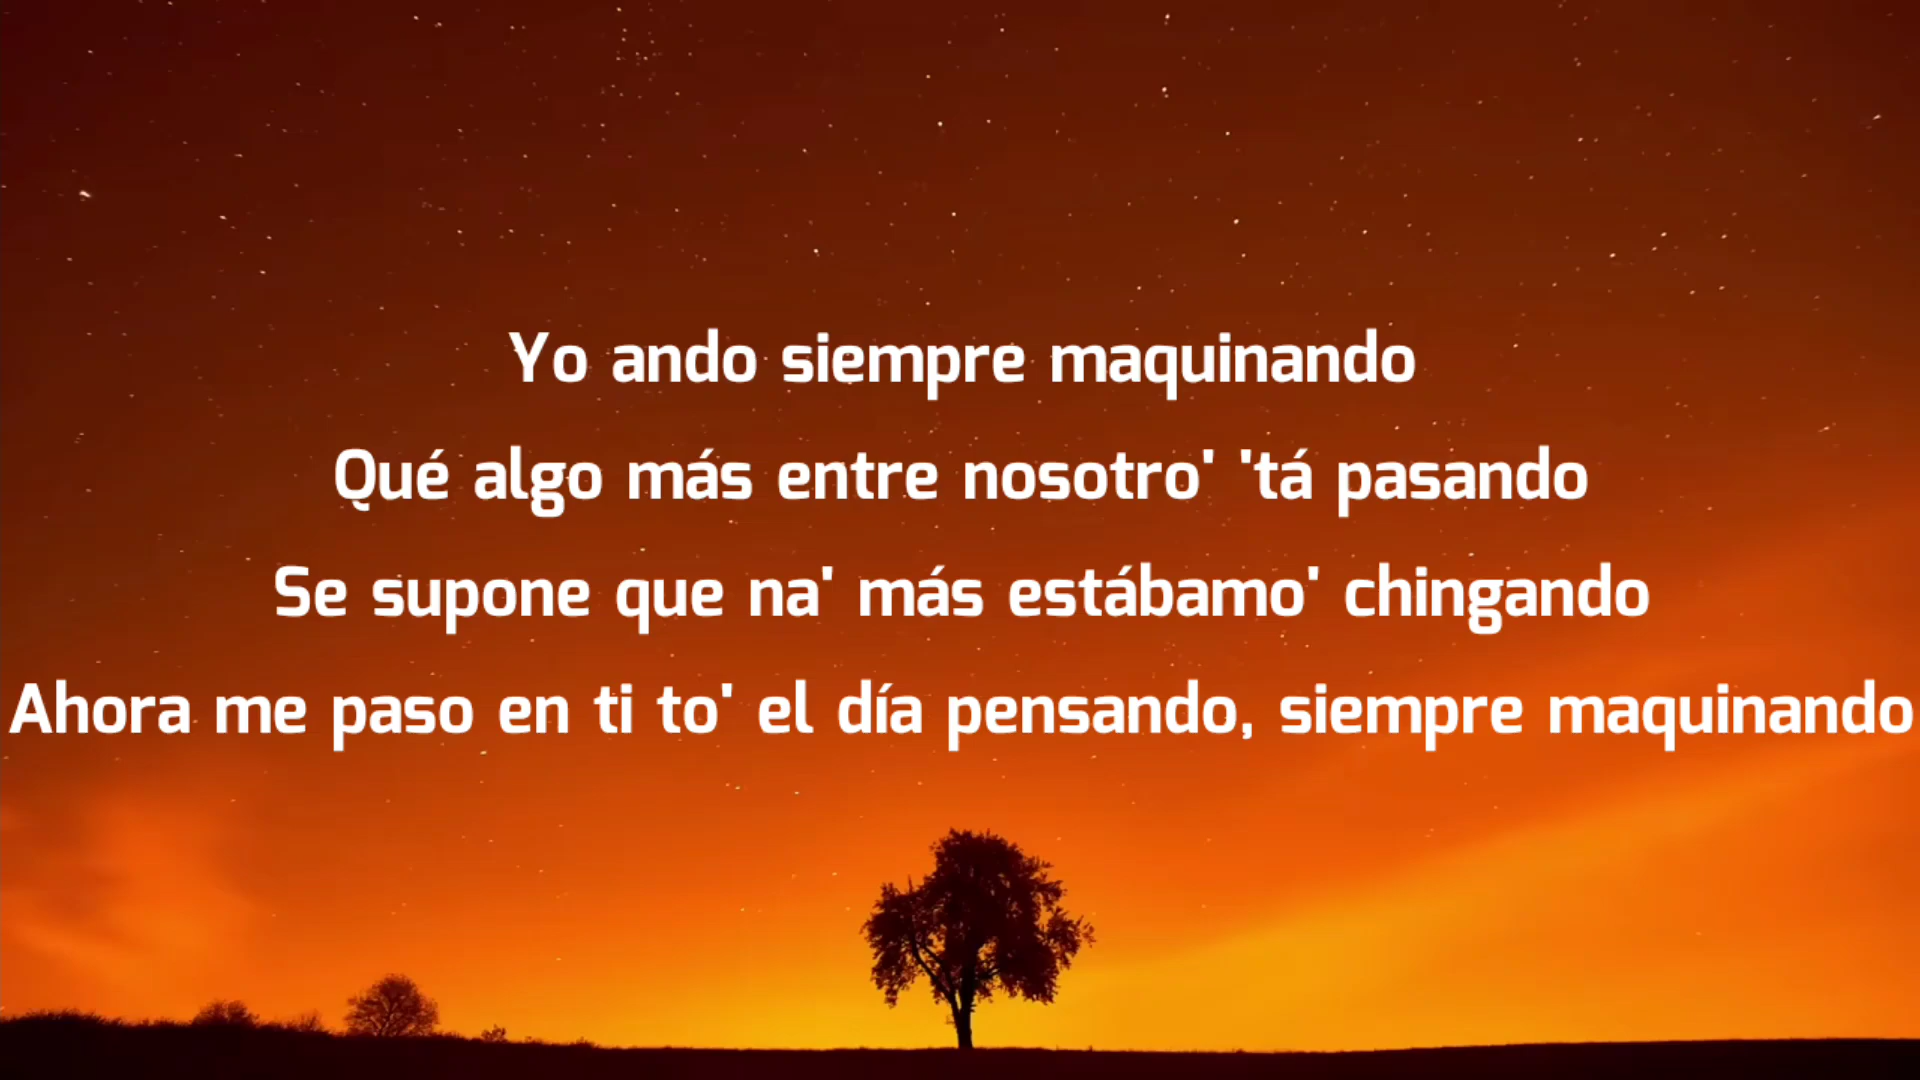 Yo ando siempre maquinando
Qué algo más entre nosotro' 'tá pasando
Se supone que na' más estábamo' chingando
Ahora me paso en ti to' el día pensando, siempre maquinando